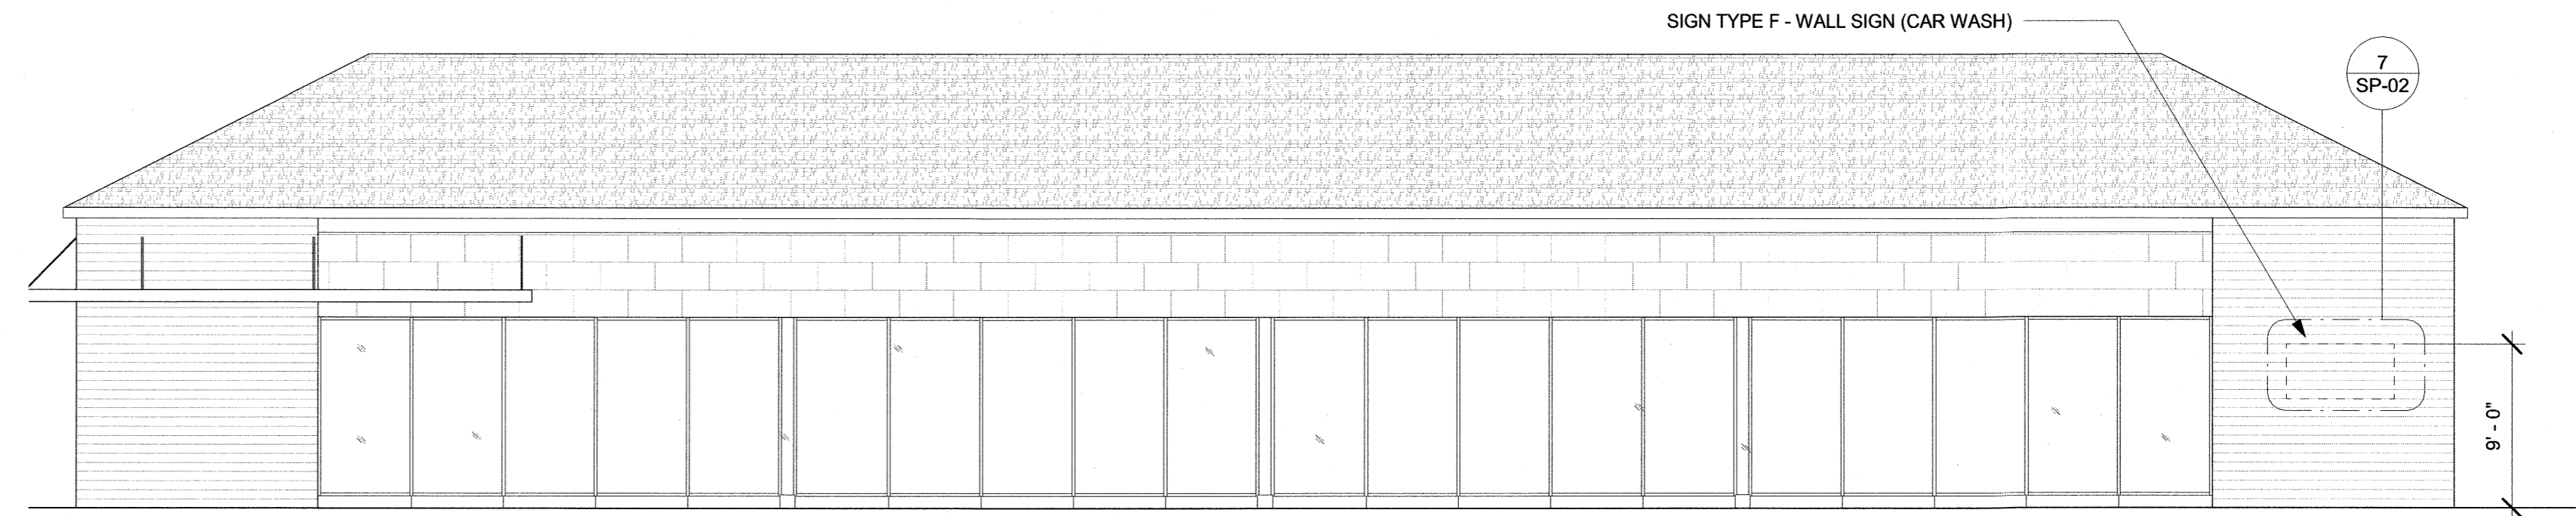 SIGN TYPE F - WALL SIGN (CAR WASH)
7
SP-02
9' - 0"